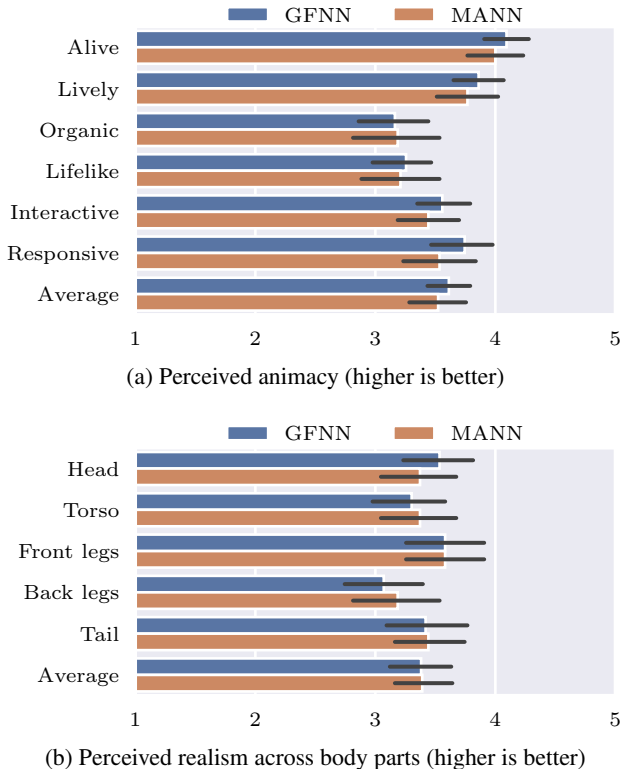 GFNN MANN
Alive
Lively
Organic
Lifelike
Interactive
Responsive
Average
1 2 3 4 5
(a) Perceived animacy (higher is better)
GFNN MANN
Head
Torso
Front legs
Back legs
Tail
Average
1 2 3 4 5
(b) Perceived realism across body parts (higher is better)